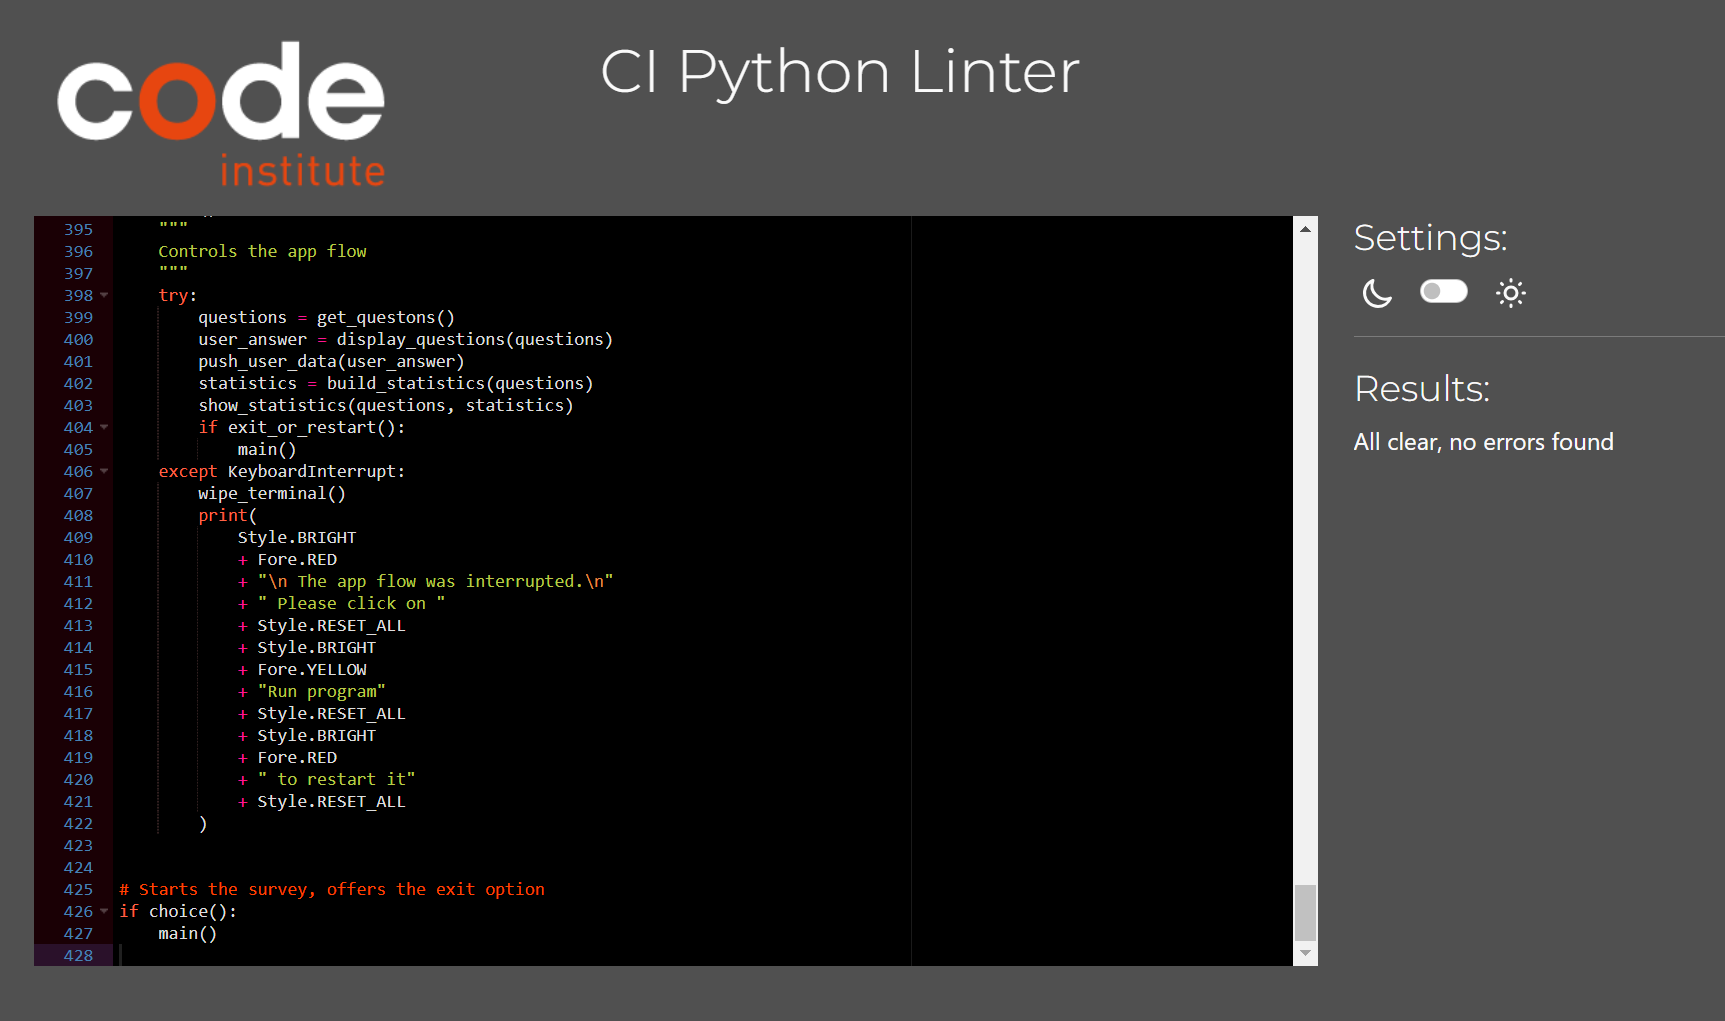 code
institute
CI Python Linter
395 """
396 Controls the app flow
397 """
398 try:
399 questions = get_questons()
400 user_answer = display_questions(questions)
401 push_user_data(user_answer)
402 statistics = build_statistics(questions)
403 show_statistics(questions, statistics)
404 if exit_or_restart():
405 main()
406 except KeyboardInterrupt:
407 wipe_terminal()
408 print(
409 Style.BRIGHT
410 + Fore.RED
411 + "\n The app flow was interrupted.\n"
412 + " Please click on "
413 + Style.RESET_ALL
414 + Style.BRIGHT
415 + Fore.YELLOW
416 + "Run program"
417 + Style.RESET_ALL
418 + Style.BRIGHT
419 + Fore.RED
420 + " to restart it"
421 + Style.RESET_ALL
422 )
423
424
425 # Starts the survey, offers the exit option
426 if choice():
427 main()
428
Settings:
Results:
All clear, no errors found